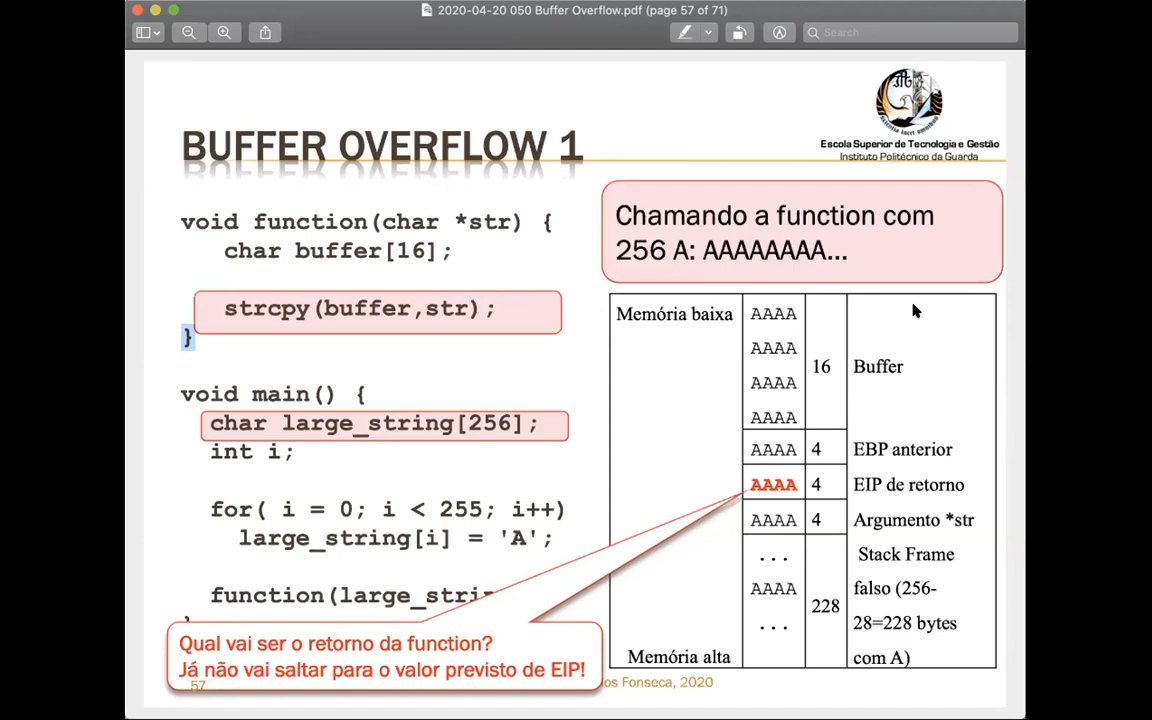 2020-04-20 050 Buffer Overflow.pdf (page 57 of 71)
Search
BUFFER OVERFLOW 1
Escola Superior de Tecnologia e Gestão
Instituto Politécnico da Guarda
void function(char *str) {
char buffer[16];
strcpy(buffer,str);
}
void main() {
char large_string[256];
int i;
for( i = 0; i < 255; i++)
large_string[i] = 'A';
function(large_strin
Chamando a function com
256 A: AAAAAAAA...
Memória baixa AAAA
AAAA
16 Buffer
AAAA
AAAA
AAAA 4 EBP anterior
AAAA 4 EIP de retorno
AAAA 4 Argumento *str
... Stack Frame
AAAA falso (256-
228
... 28=228 bytes
Memória alta com A)
Qual vai ser o retorno da function?
Já não vai saltar para o valor previsto de EIP!
57
os Fonseca, 2020